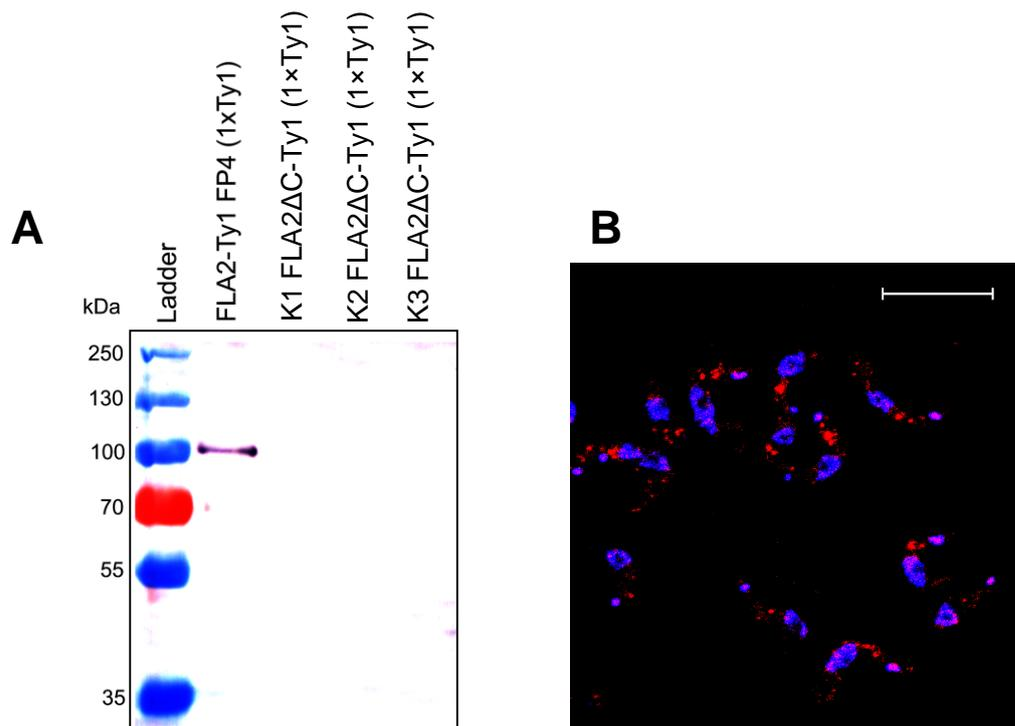 A
kDa
Ladder
FLA2-Ty1 FP4 (1xTy1)
K1 FLA2ΔC-Ty1 (1×Ty1)
K2 FLA2ΔC-Ty1 (1×Ty1)
K3 FLA2ΔC-Ty1 (1×Ty1)
250
130
100
70
55
35
B